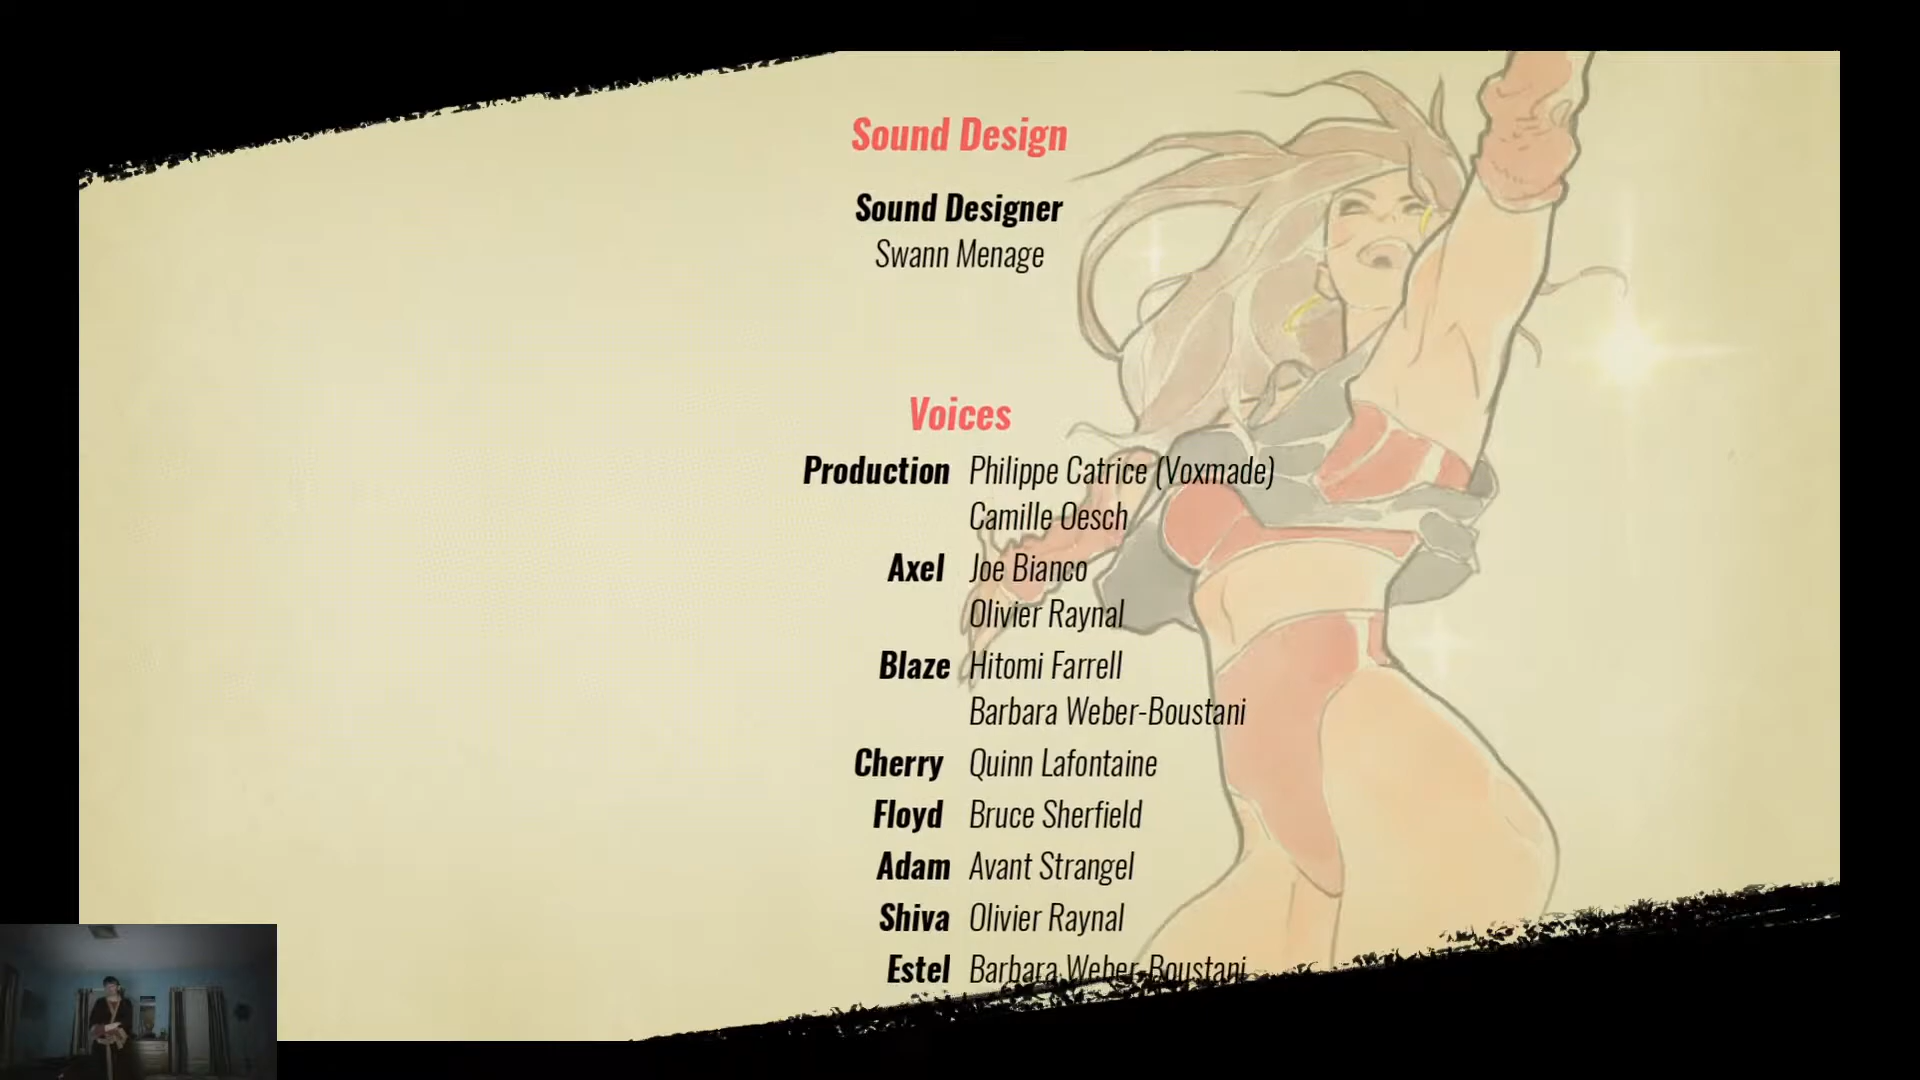 Sound Design
Sound Designer
Swann Menage
Voices
Production Philippe Catrice (Voxmade)
Camille Oesch
Axel Joe Bianco
Olivier Raynal
Blaze Hitomi Farrell
Barbara Weber-Boustani
Cherry Quinn Lafontaine
Floyd Bruce Sherfield
Adam Avant Strangel
Shiva Olivier Raynal
Estel Barbara Weber-Boustani